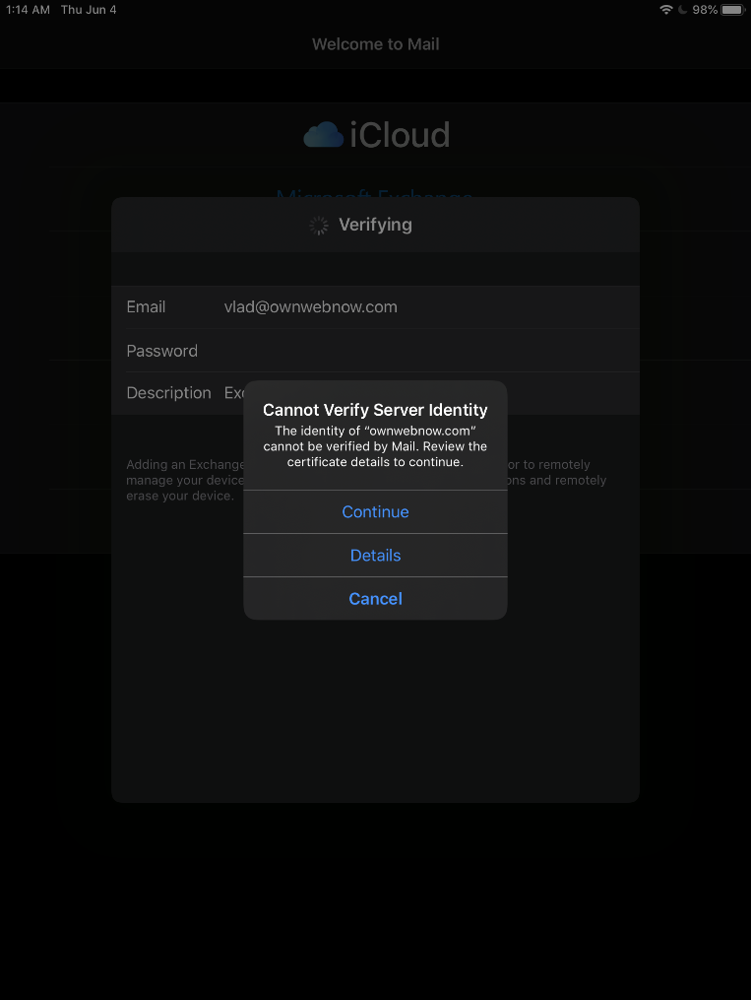 1:14 AM Thu Jun 4 98%
Welcome to Mail
iCloud
Microsoft Exchange
Verifying
Email vlad@ownwebnow.com
Password
Description Exc
Cannot Verify Server Identity
The identity of “ownwebnow.com”
cannot be verified by Mail. Review the
certificate details to continue.
Adding an Exchange or to remotely
manage your device ons and remotely
erase your device.
Continue
Details
Cancel